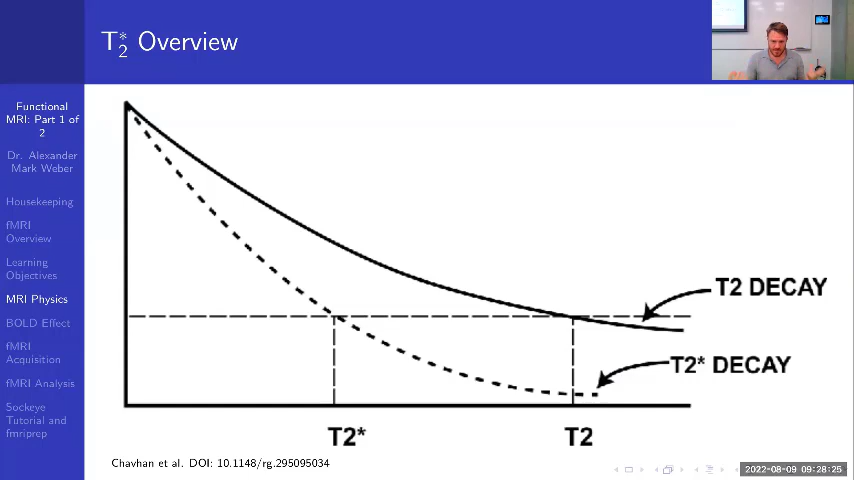 T2* Overview
Functional
MRI: Part 1 of
2
Dr. Alexander
Mark Weber
Housekeeping
fMRI
Overview
Learning
Objectives
MRI Physics
BOLD Effect
fMRI
Acquisition
fMRI Analysis
Sockeye
Tutorial and
fmriprep
T2 DECAY
T2* DECAY
T2*
T2
Chavhan et al. DOI: 10.1148/rg.295095034
2022-08-09 09:28:25